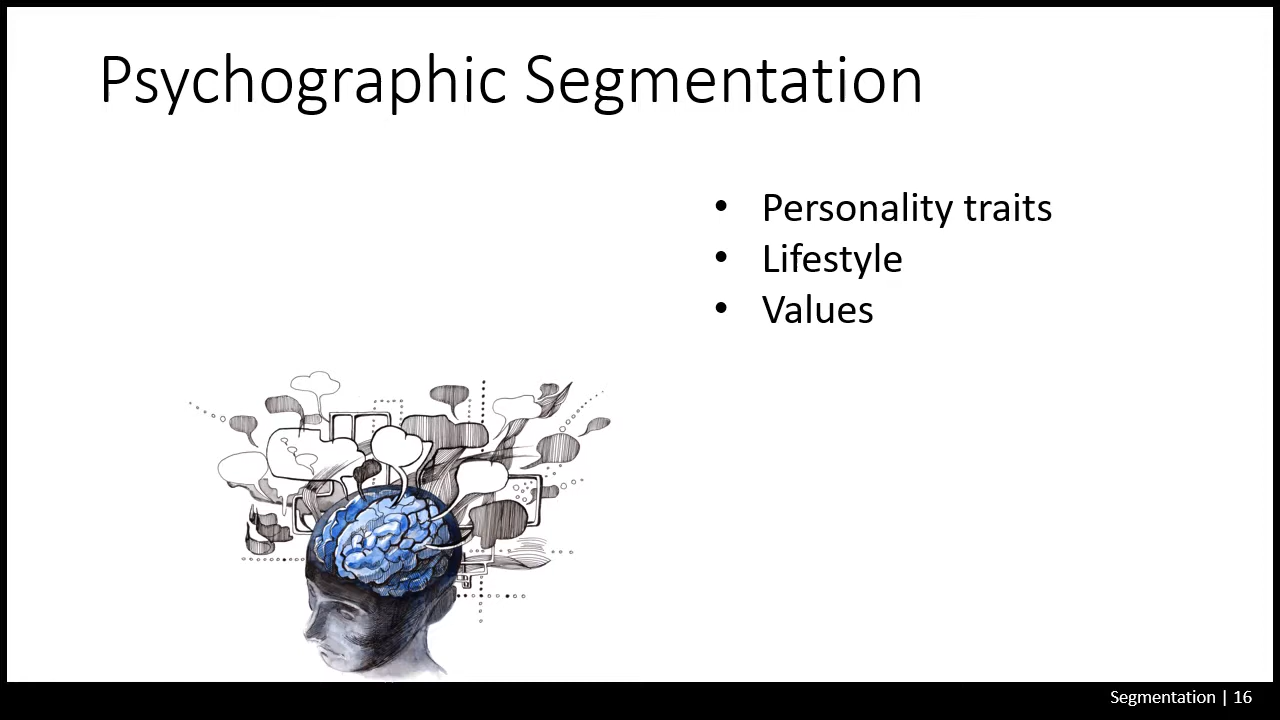 Psychographic Segmentation
• Personality traits
• Lifestyle
• Values
Segmentation | 16